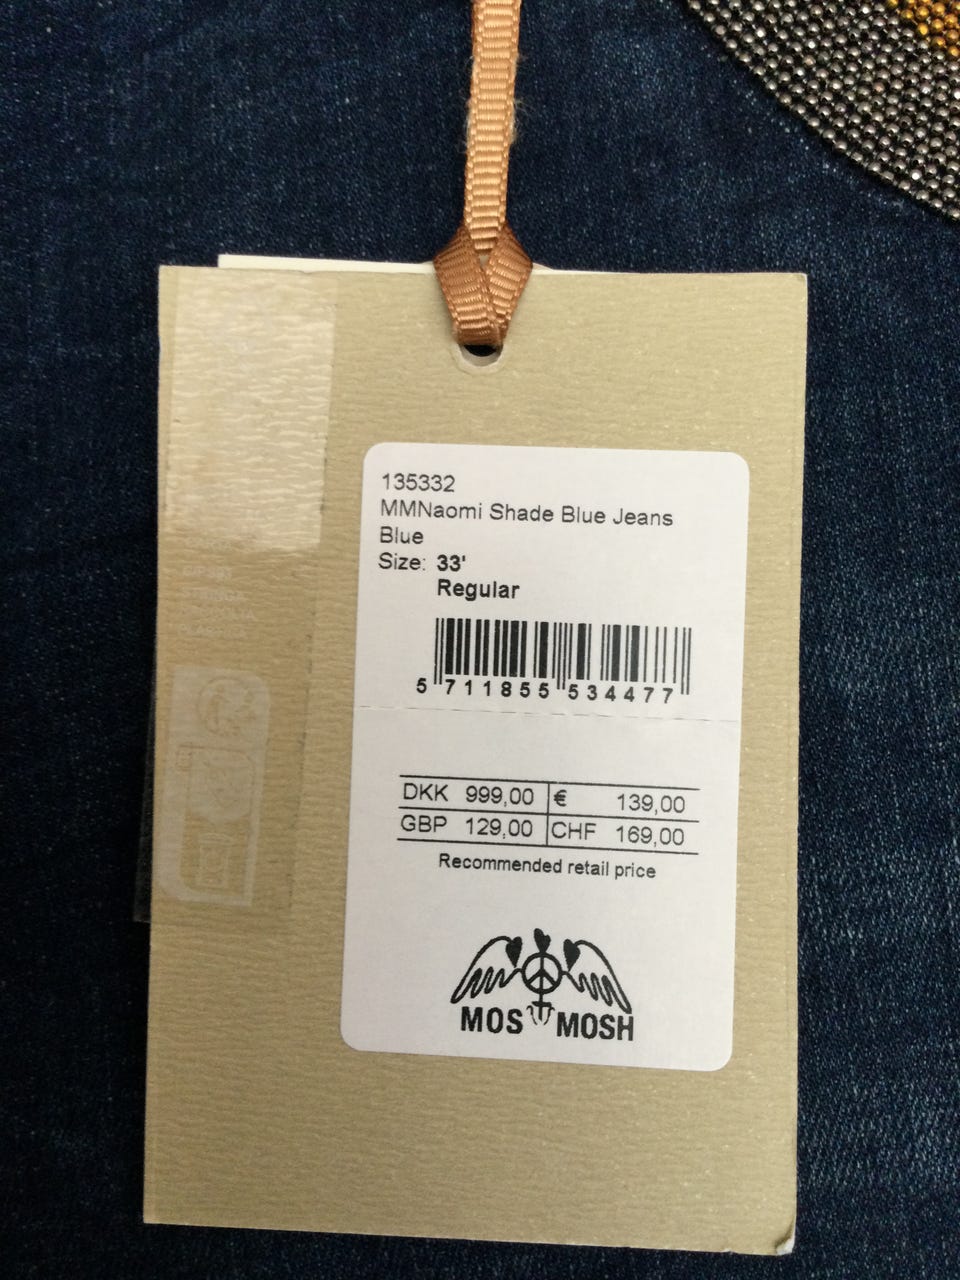 135332
MMNaomi Shade Blue Jeans
Blue
Size: 33'
Regular
5 711855 534477
DKK 999,00 € 139,00
GBP 129,00 CHF 169,00
Recommended retail price
MOS MOSH